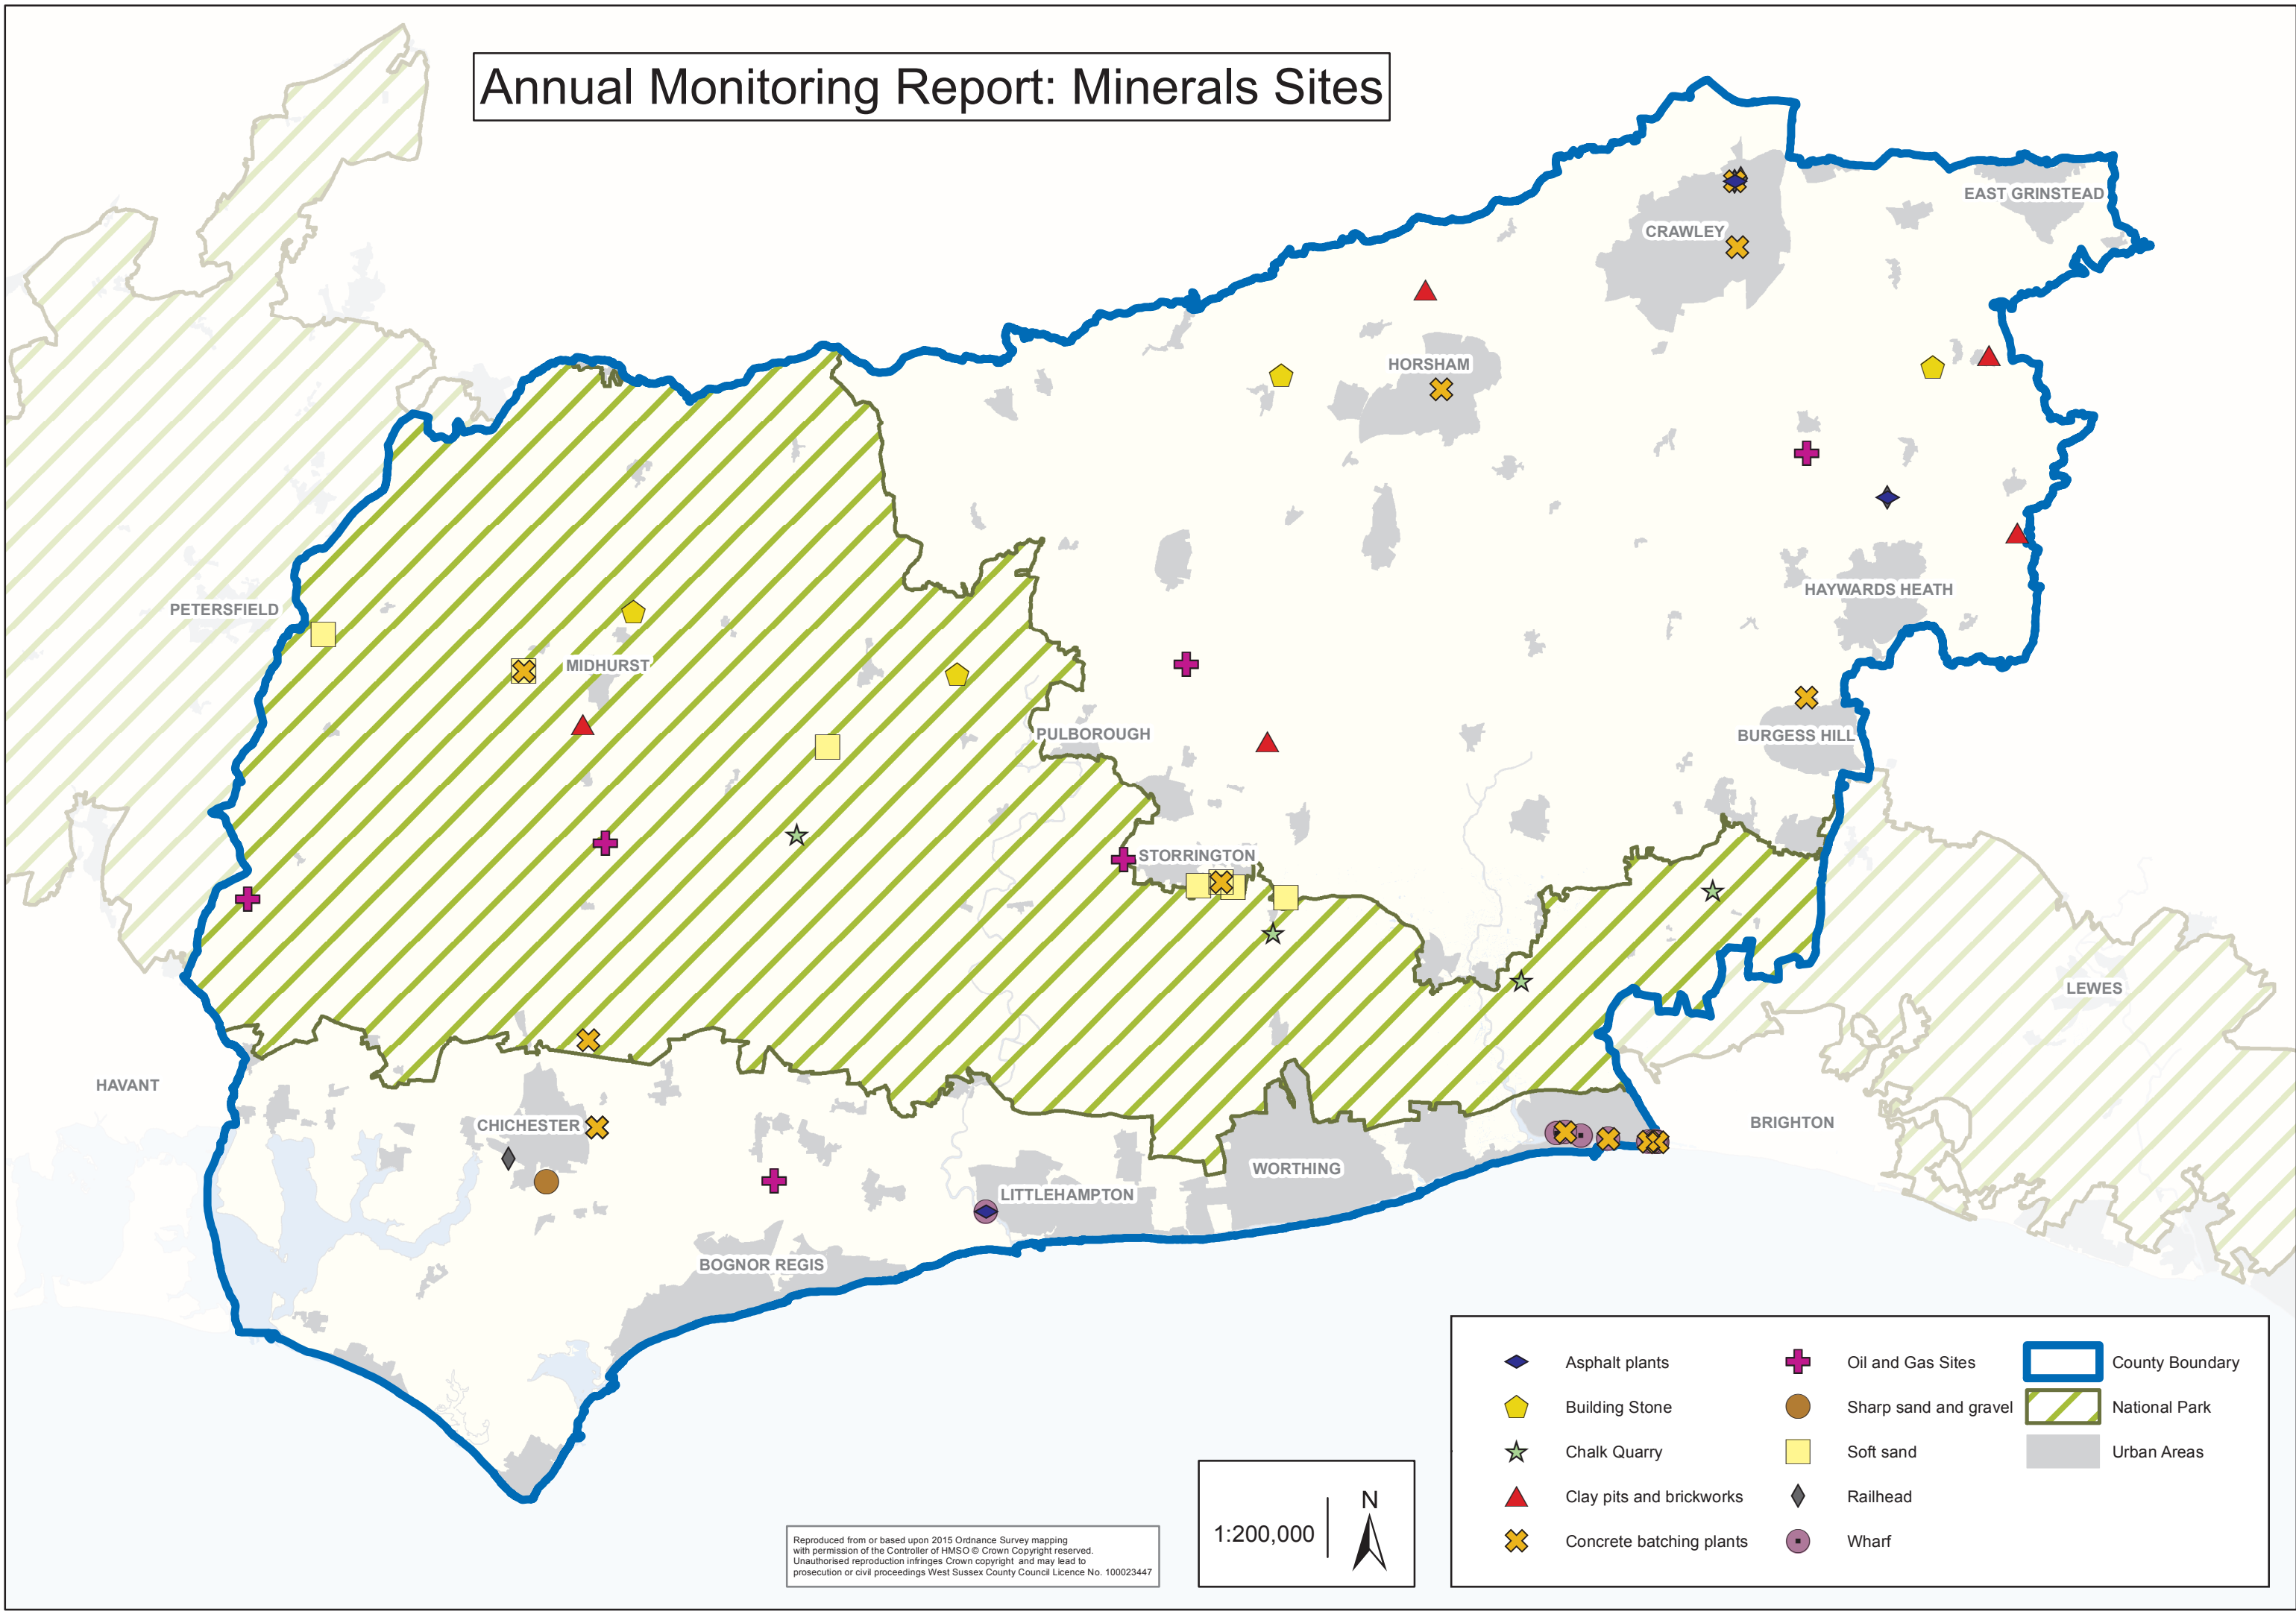 Annual Monitoring Report: Minerals Sites
EAST GRINSTEAD
CRAWLEY
HORSHAM
PETERSFIELD
HAYWARDS HEATH
MIDHURST
PULBOROUGH
BURGESS HILL
STORRINGTON
LEWES
HAVANT
CHICHESTER
BRIGHTON
WORTHING
LITTLEHAMPTON
BOGNOR REGIS
Asphalt plants
Building Stone
Chalk Quarry
Clay pits and brickworks
Concrete batching plants
Oil and Gas Sites
Sharp sand and gravel
Soft sand
Railhead
Wharf
County Boundary
National Park
Urban Areas
N
1:200,000
Reproduced from or based upon 2015 Ordnance Survey mapping
with permission of the Controller of HMSO © Crown Copyright reserved.
Unauthorised reproduction infringes Crown copyright and may lead to
prosecution or civil proceedings West Sussex County Council Licence No. 100023447